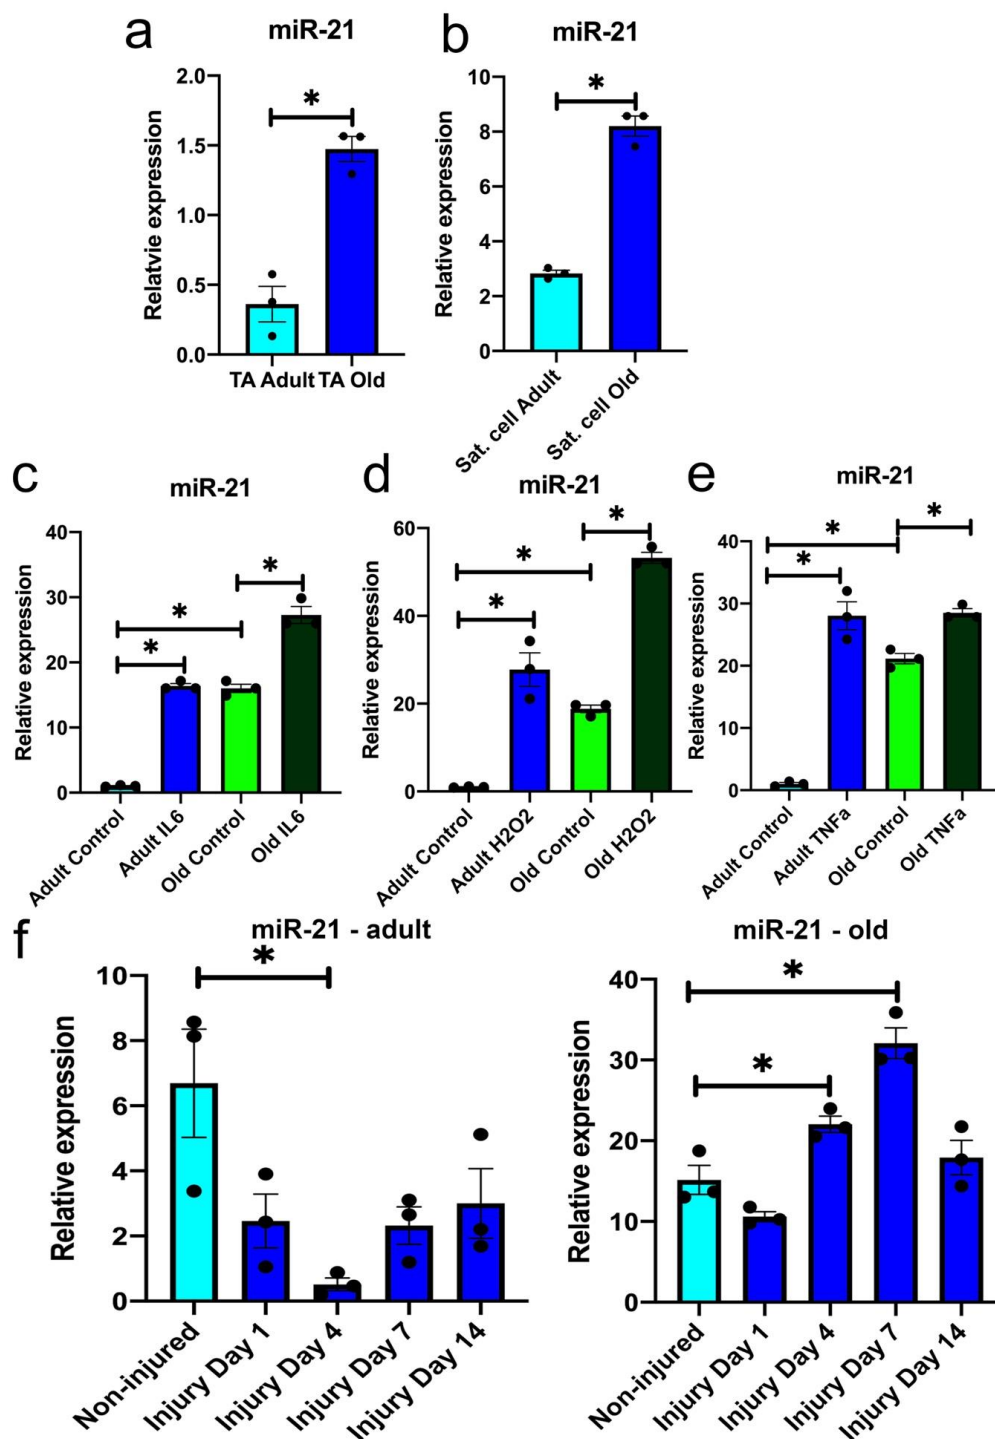 a
miR-21
Relatvie expression
2.0
1.5
1.0
0.5
0.0
*
TA Adult TA Old
b
miR-21
Relative expression
10
8
6
4
2
0
*
Sat. cell Adult
Sat. cell Old
c
miR-21
Relative expression
40
30
20
10
0
*
*
*
Adult Control
Adult IL6
Old Control
Old IL6
d
miR-21
Relative expression
60
40
20
0
*
*
*
Adult Control
Adult H2O2
Old Control
Old H2O2
e
miR-21
Relative expression
40
30
20
10
0
*
*
*
Adult Control
Adult TNFa
Old Control
Old TNFa
f
miR-21 - adult
Relative expression
10
8
6
4
2
0
*
Non-injured
Injury Day 1
Injury Day 4
Injury Day 7
Injury Day 14
miR-21 - old
Relative expression
40
30
20
10
0
*
*
Non-injured
Injury Day 1
Injury Day 4
Injury Day 7
Injury Day 14